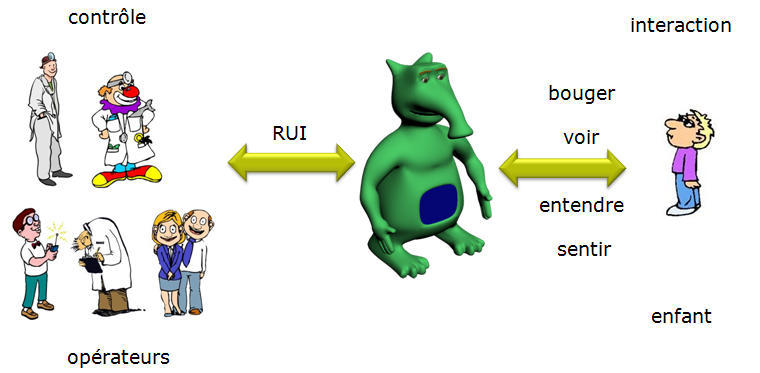 contrôle
interaction
bouger
RUI
voir
entendre
sentir
enfant
opérateurs